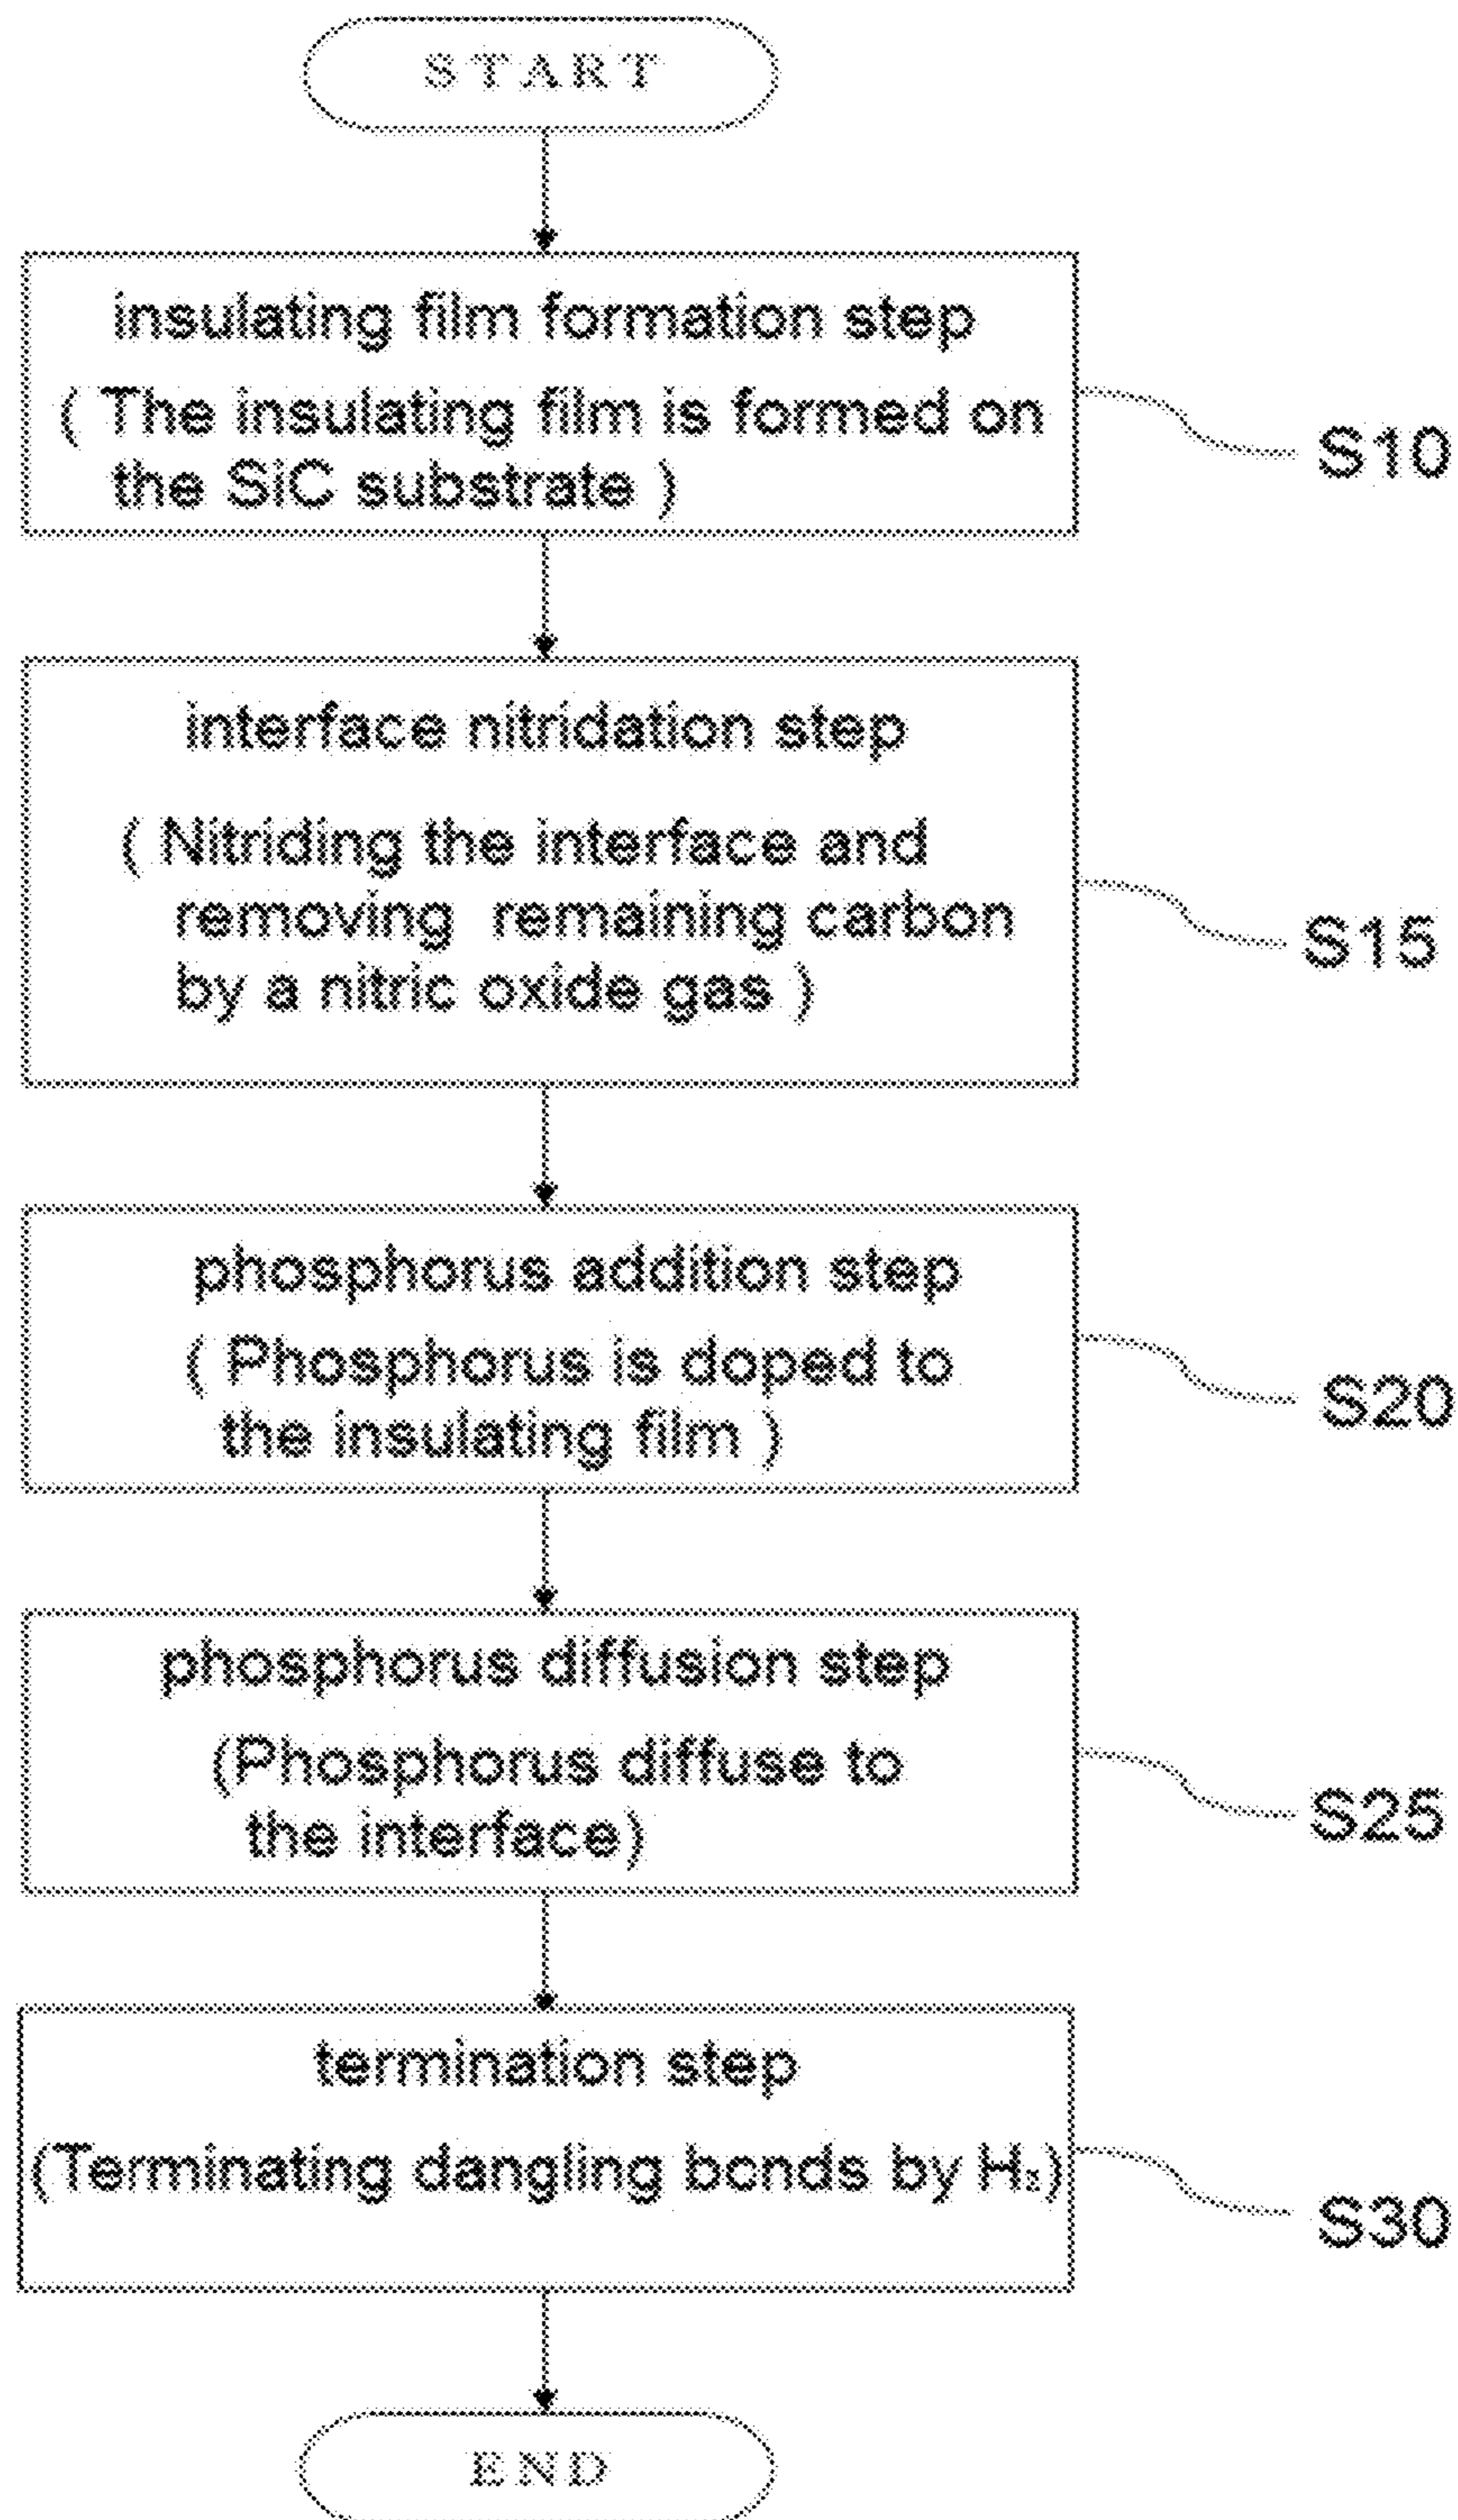 START
insulating film formation step
( The insulating film is formed on
the SiC substrate )
S10
interface nitridation step
( Nitriding the interface and
removing remaining carbon
by a nitric oxide gas )
S15
phosphorus addition step
( Phosphorus is doped to
the insulating film )
S20
phosphorus diffusion step
(Phosphorus diffuse to
the interface)
S25
termination step
(Terminating dangling bonds by H₂)
S30
END